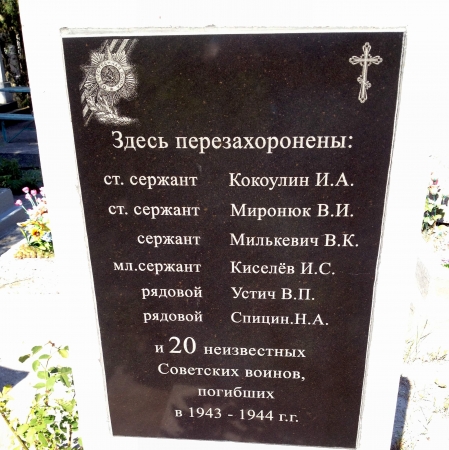 Здесь перезахоронены:
ст. сержант Кокоулин И.А.
ст. сержант Миронюк В.И.
сержант Милькевич В.К.
мл.сержант Киселёв И.С.
рядовой Устич В.П.
рядовой Спицин.Н.А.
и 20 неизвестных
Советских воинов,
погибших
в 1943 - 1944 г.г.